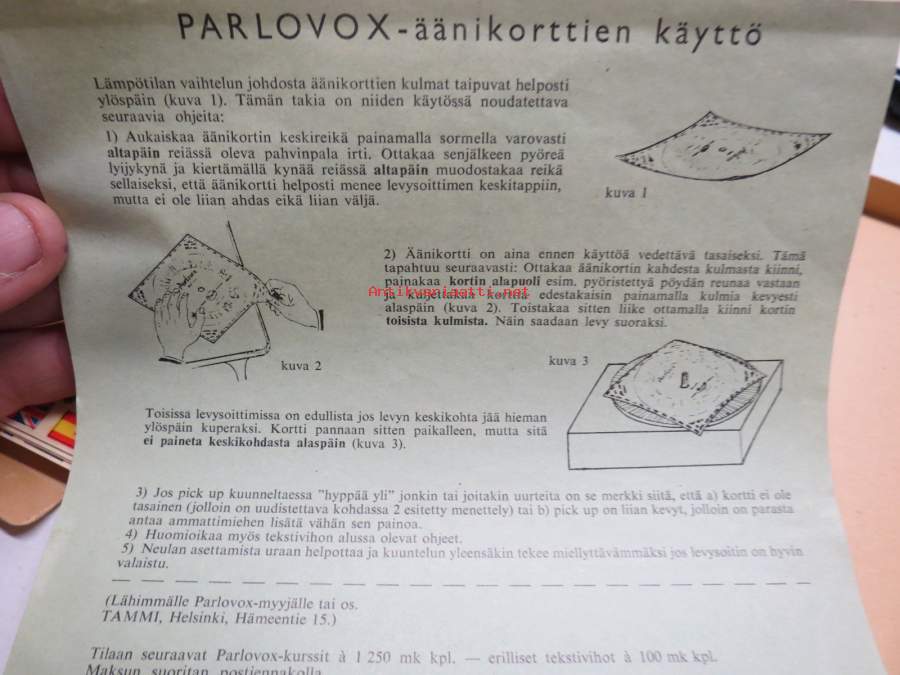 PARLOVOX-äänikorttien käyttö
Lämpötilan vaihtelun johdosta äänikorttien kulmat taipuvat helposti
ylöspäin (kuva 1). Tämän takia on niiden käytössä noudatettava
seuraavia ohjeita:
1) Aukaiskaa äänikortin keskireikä painamalla sormella varovasti
altapäin reiässä oleva pahvinpala irti. Ottakaa senjälkeen pyöreä
lyijykynä ja kiertämällä kynää reiässä altapäin muodostakaa reikä
sellaiseksi, että äänikortti helposti menee levysoittimen keskitappiin,
mutta ei ole liian ahdas eikä liian väljä.
kuva 1
2) Äänikortti on aina ennen käyttöä vedettävä tasaiseksi. Tämä
tapahtuu seuraavasti: Ottakaa äänikortin kahdesta kulmasta kiinni,
painakaa kortin alapuoli esim. pyöristettyä pöydän reunaa vastaan
ja kuljettakaa korttia edestakaisin painamalla kulmia kevyesti
alaspäin (kuva 2). Toistakaa sitten liike ottamalla kiinni kortin
toisista kulmista. Näin saadaan levy suoraksi.
Antikvariaatti.net
kuva 2
kuva 3
Toisissa levysoittimissa on edullista jos levyn keskikohta jää hieman
ylöspäin kuperaksi. Kortti pannaan sitten paikalleen, mutta sitä
ei paineta keskikohdasta alaspäin (kuva 3).
3) Jos pick up kuunneltaessa "hyppää yli" jonkin tai joitakin uurteita on se merkki siitä, että a) kortti ei ole
tasainen (jolloin on uudistettava kohdassa 2 esitetty menettely) tai b) pick up on liian kevyt, jolloin on parasta
antaa ammattimiehen lisätä vähän sen painoa.
4) Huomioikaa myös tekstivihon alussa olevat ohjeet.
5) Neulan asettamista uraan helpottaa ja kuuntelun yleensäkin tekee miellyttävämmäksi jos levysoitin on hyvin
valaistu.
(Lähimmälle Parlovox-myyjälle tai os.
TAMMI, Helsinki, Hämeentie 15.)
Tilaan seuraavat Parlovox-kurssit à 1 250 mk kpl. — erilliset tekstivihot à 100 mk kpl.
Maksun suoritan postiennakolla